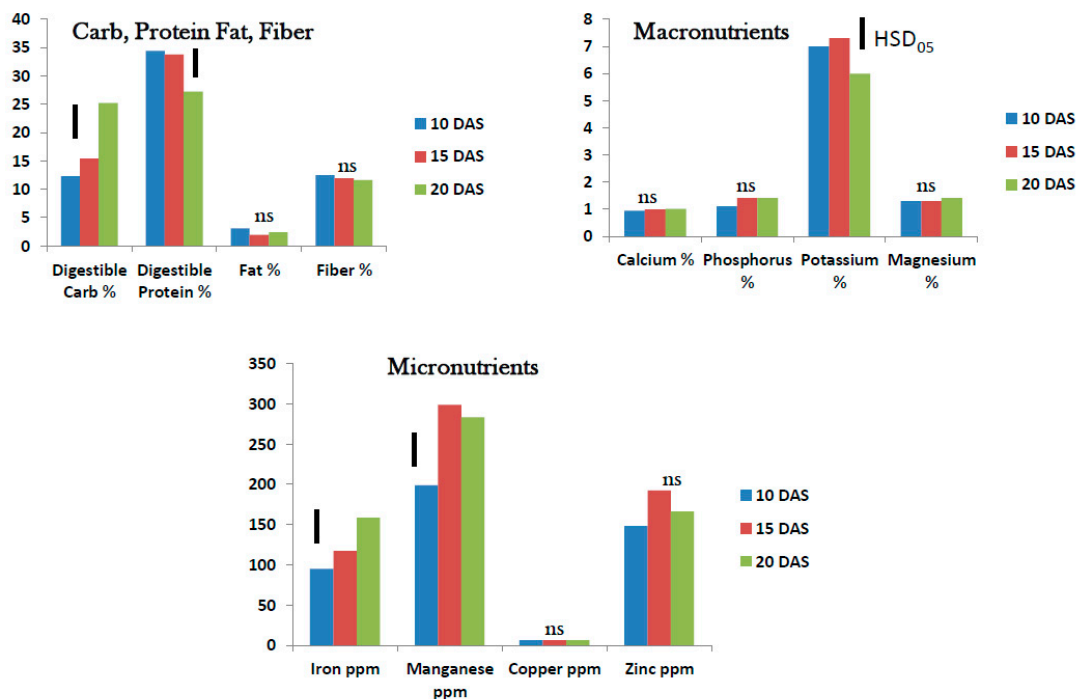 Carb, Protein Fat, Fiber
40
35
30
25
20
15
10
5
0
ns
ns
Digestible Carb %
Digestible Protein %
Fat %
Fiber %
10 DAS
15 DAS
20 DAS
Macronutrients
8
7
6
5
4
3
2
1
0
HSD05
ns
ns
ns
Calcium %
Phosphorus %
Potassium %
Magnesium %
10 DAS
15 DAS
20 DAS
Micronutrients
350
300
250
200
150
100
50
0
ns
ns
Iron ppm
Manganese ppm
Copper ppm
Zinc ppm
10 DAS
15 DAS
20 DAS